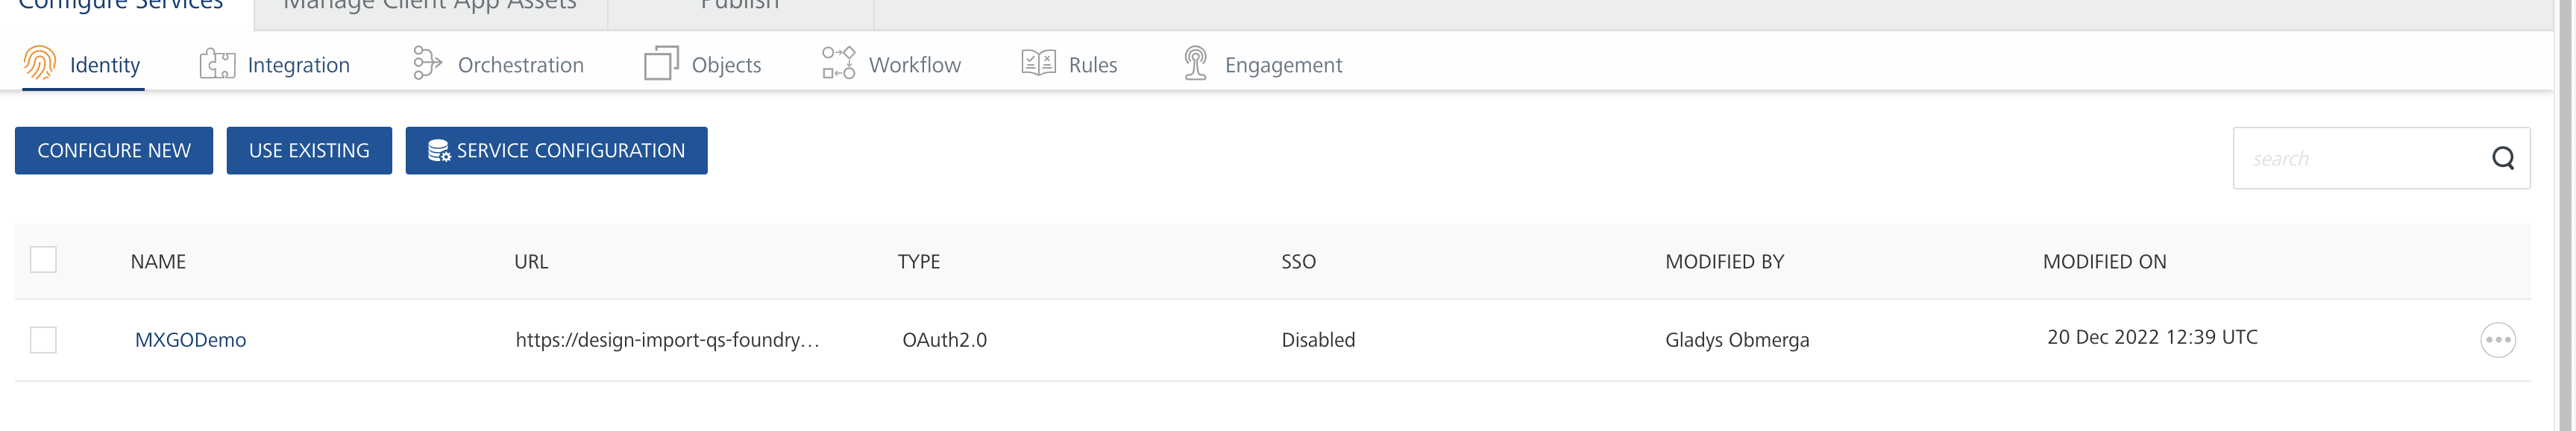 Configure Services Manage Client App Assets Publish
Identity Integration Orchestration Objects Workflow Rules Engagement
CONFIGURE NEW USE EXISTING SERVICE CONFIGURATION search
NAME URL TYPE SSO MODIFIED BY MODIFIED ON
MXGODemo https://design-import-qs-foundry... OAuth2.0 Disabled Gladys Obmerga 20 Dec 2022 12:39 UTC